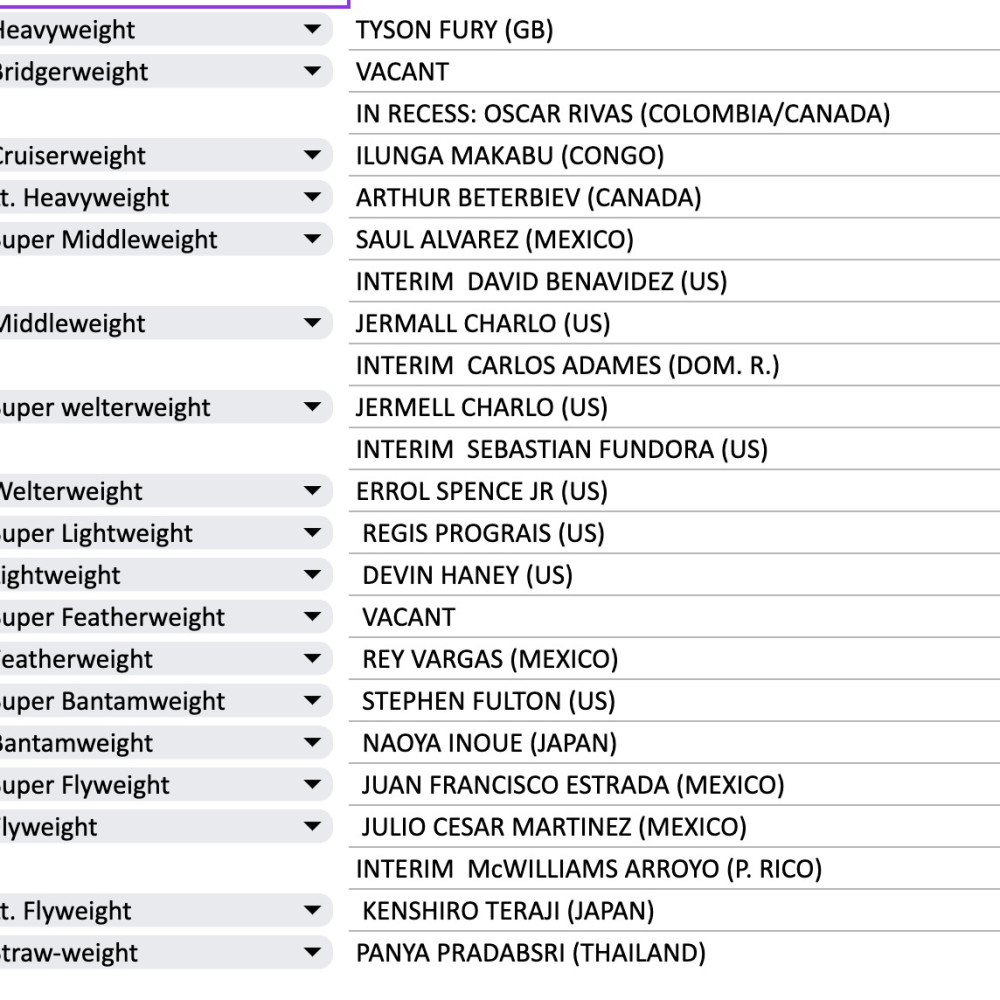 Heavyweight TYSON FURY (GB)
Bridgerweight VACANT
IN RECESS: OSCAR RIVAS (COLOMBIA/CANADA)
Cruiserweight ILUNGA MAKABU (CONGO)
t. Heavyweight ARTHUR BETERBIEV (CANADA)
uper Middleweight SAUL ALVAREZ (MEXICO)
INTERIM DAVID BENAVIDEZ (US)
Middleweight JERMALL CHARLO (US)
INTERIM CARLOS ADAMES (DOM. R.)
uper welterweight JERMELL CHARLO (US)
INTERIM SEBASTIAN FUNDORA (US)
Welterweight ERROL SPENCE JR (US)
uper Lightweight REGIS PROGRAIS (US)
ightweight DEVIN HANEY (US)
uper Featherweight VACANT
eatherweight REY VARGAS (MEXICO)
uper Bantamweight STEPHEN FULTON (US)
Bantamweight NAOYA INOUE (JAPAN)
uper Flyweight JUAN FRANCISCO ESTRADA (MEXICO)
lyweight JULIO CESAR MARTINEZ (MEXICO)
INTERIM McWILLIAMS ARROYO (P. RICO)
t. Flyweight KENSHIRO TERAJI (JAPAN)
traw-weight PANYA PRADABSRI (THAILAND)